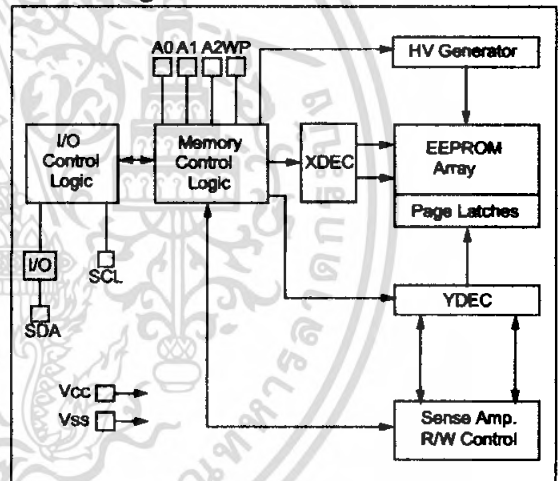 A0 A1 A2 WP
HV Generator
I/O
Control
Logic
Memory
Control
Logic
XDEC
EEPROM
Array
Page Latches
I/O
SCL
SDA
YDEC
Vcc
Vss
Sense Amp.
R/W Control